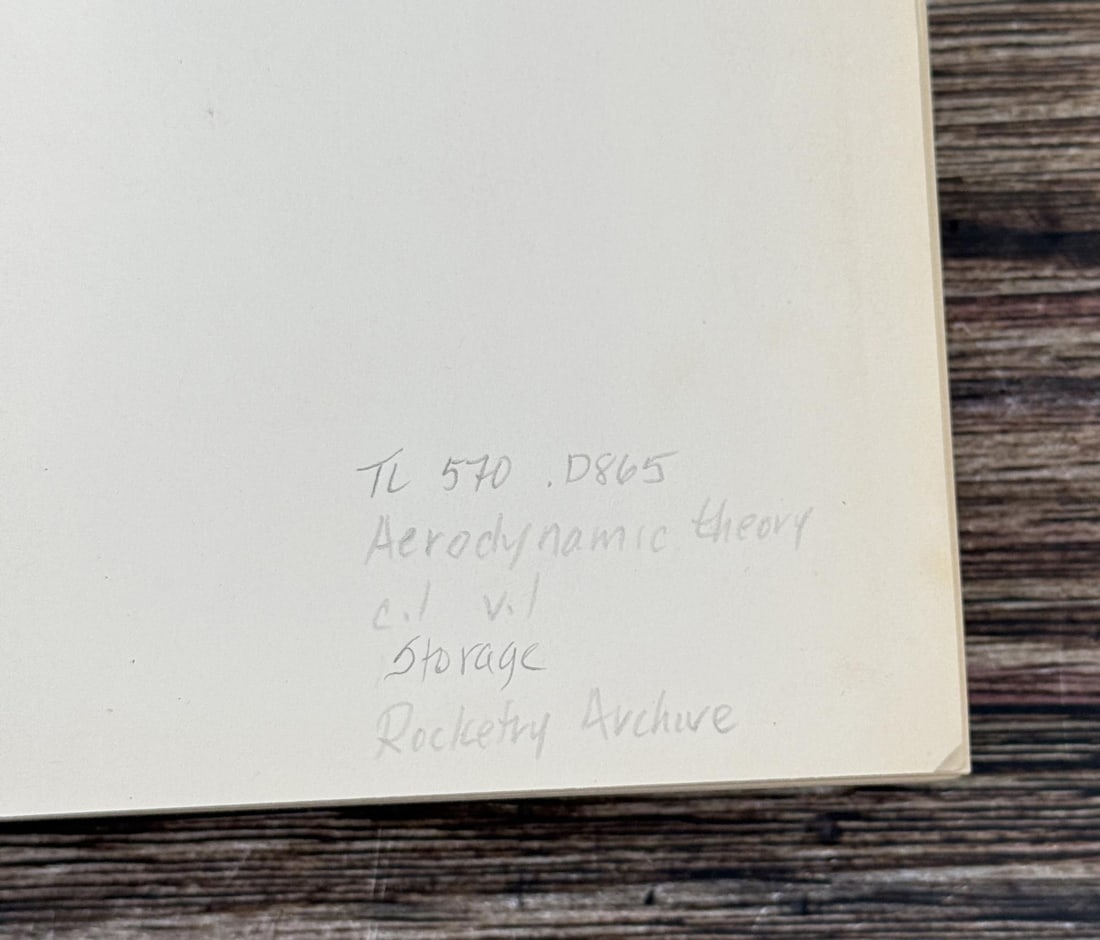 TL 570 .D865
Aerodynamic theory
c.1 v.1
Storage
Rocketry Archive